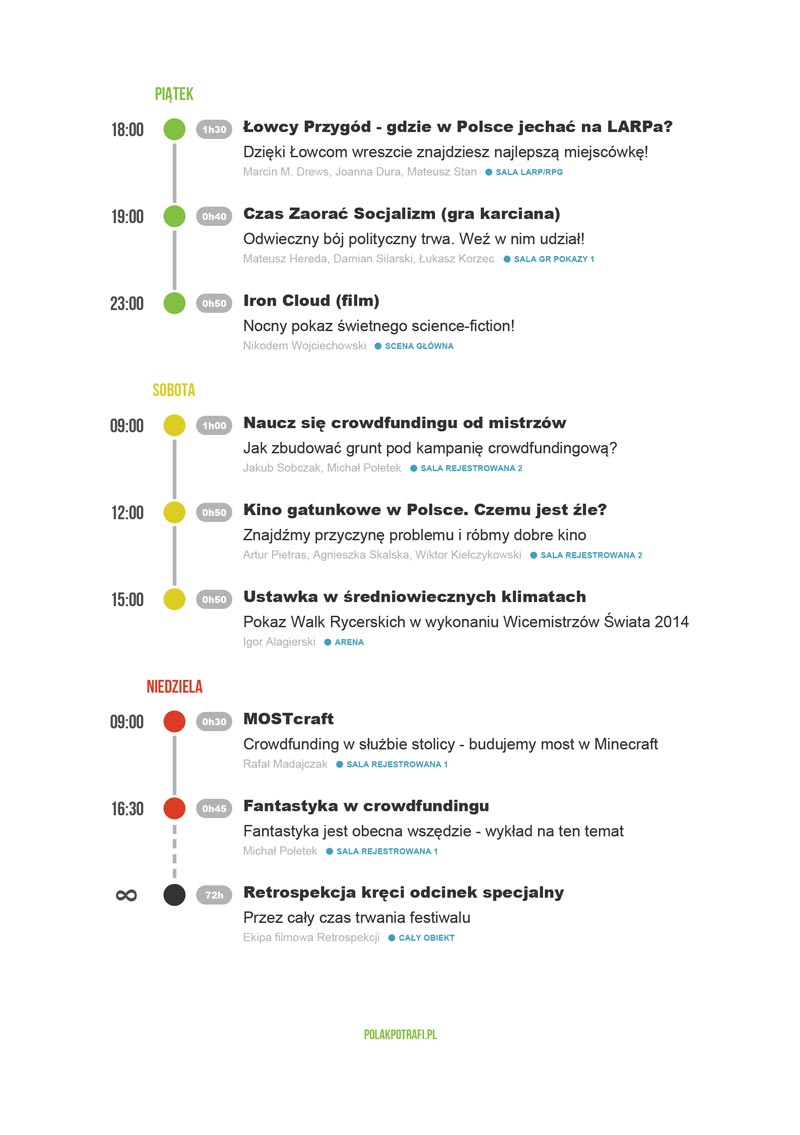 PIĄTEK
18:00 1h30 Łowcy Przygód - gdzie w Polsce jechać na LARPa?
Dzięki Łowcom wreszcie znajdziesz najlepszą miejscówkę!
Marcin M. Drews, Joanna Dura, Mateusz Stan SALA LARP/RPG
19:00 0h40 Czas Zaorać Socjalizm (gra karciana)
Odwieczny bój polityczny trwa. Weź w nim udział!
Mateusz Hereda, Damian Silarski, Łukasz Korzec SALA GR POKAZY 1
23:00 0h50 Iron Cloud (film)
Nocny pokaz świetnego science-fiction!
Nikodem Wojciechowski SCENA GŁÓWNA
SOBOTA
09:00 1h00 Naucz się crowdfundingu od mistrzów
Jak zbudować grunt pod kampanię crowdfundingową?
Jakub Sobczak, Michał Połetek SALA REJESTROWANA 2
12:00 0h50 Kino gatunkowe w Polsce. Czemu jest źle?
Znajdźmy przyczynę problemu i róbmy dobre kino
Artur Pietras, Agnieszka Skalska, Wiktor Kiełczykowski SALA REJESTROWANA 2
15:00 0h50 Ustawka w średniowiecznych klimatach
Pokaz Walk Rycerskich w wykonaniu Wicemistrzów Świata 2014
Igor Alagierski ARENA
NIEDZIELA
09:00 0h30 MOSTcraft
Crowdfunding w służbie stolicy - budujemy most w Minecraft
Rafał Madajczak SALA REJESTROWANA 1
16:30 0h45 Fantastyka w crowdfundingu
Fantastyka jest obecna wszędzie - wykład na ten temat
Michał Połetek SALA REJESTROWANA 1
∞ 72h Retrospekcja kręci odcinek specjalny
Przez cały czas trwania festiwalu
Ekipa filmowa Retrospekcji CAŁY OBIEKT
POLAKPOTRAFI.PL